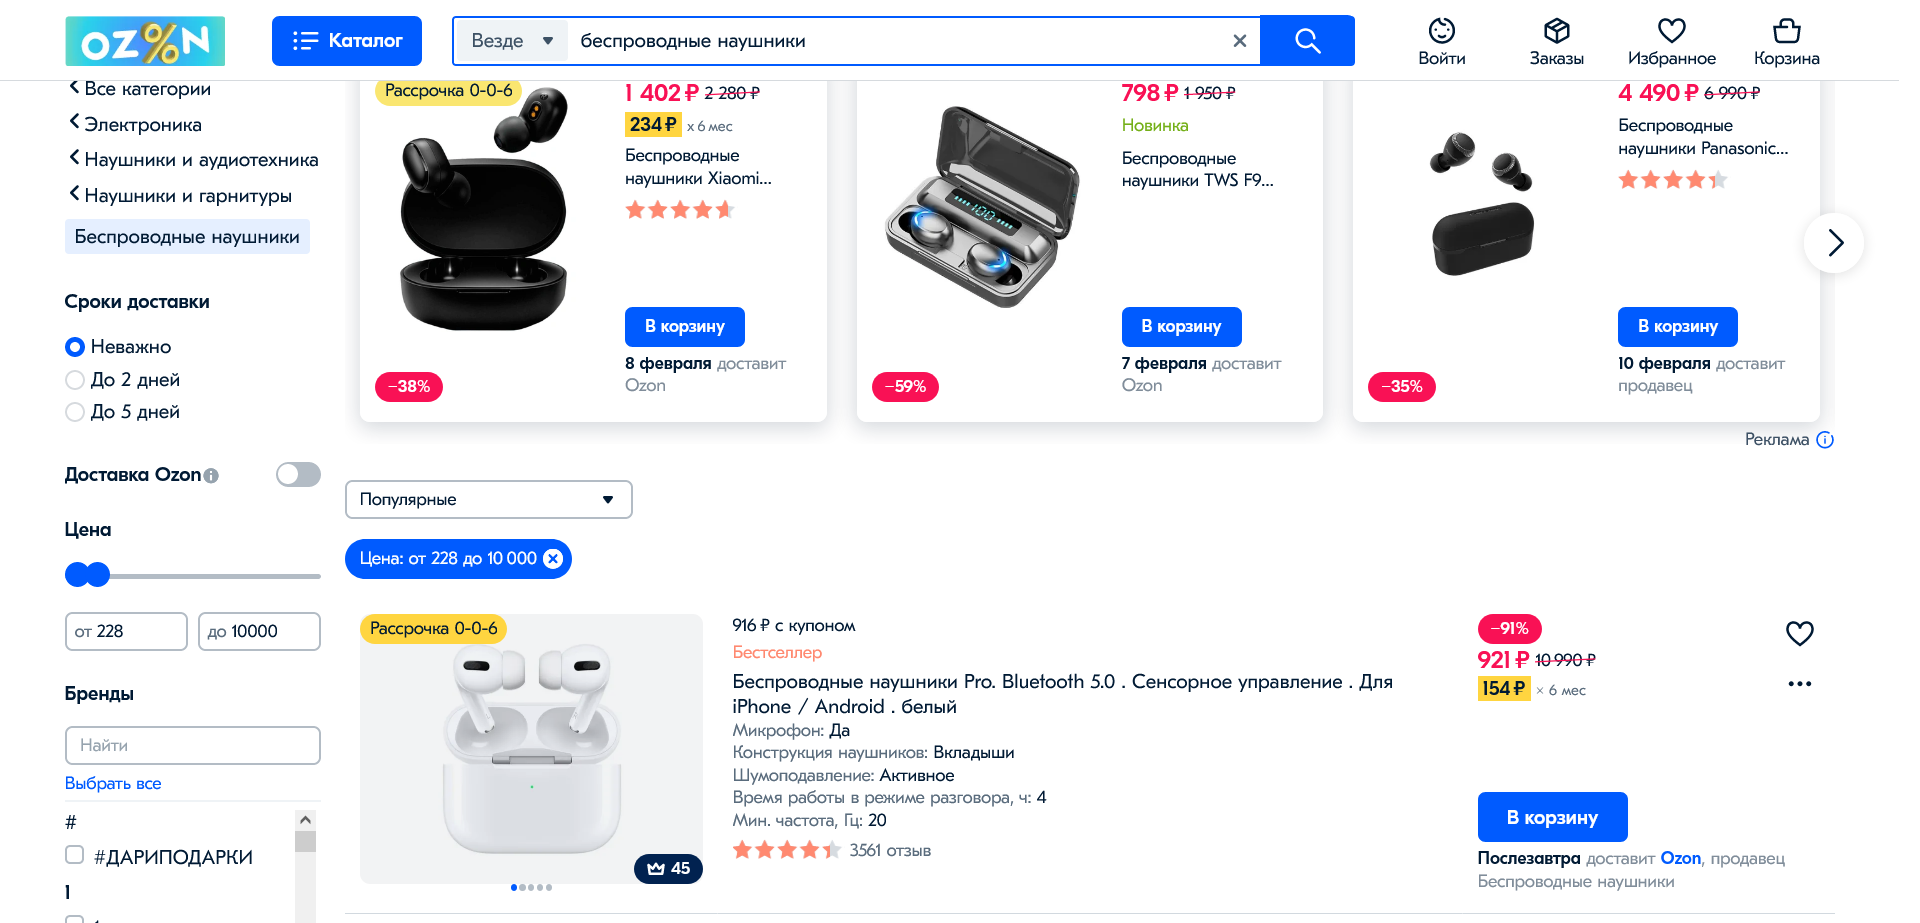 OZ%N
Каталог
Везде
беспроводные наушники
Войти
Заказы
Избранное
Корзина
Все категории
Электроника
Наушники и аудиотехника
Наушники и гарнитуры
Беспроводные наушники
Сроки доставки
Неважно
До 2 дней
До 5 дней
Доставка Ozon
Цена
от 228
до 10000
Бренды
Найти
Выбрать все
#
#ДАРИПОДАРКИ
1
Рассрочка 0-0-6
1 402 ₽ 2 280 ₽
234 ₽ x 6 мес
Беспроводные
наушники Xiaomi...
В корзину
8 февраля доставит
Ozon
−38%
798 ₽ 1 950 ₽
Новинка
Беспроводные
наушники TWS F9...
100
В корзину
7 февраля доставит
Ozon
−59%
4 490 ₽ 6 990 ₽
Беспроводные
наушники Panasonic...
В корзину
10 февраля доставит
продавец
−35%
Реклама
Популярные
Цена: от 228 до 10 000
Рассрочка 0-0-6
45
916 ₽ с купоном
Бестселлер
Беспроводные наушники Pro. Bluetooth 5.0 . Сенсорное управление . Для
iPhone / Android . белый
Микрофон: Да
Конструкция наушников: Вкладыши
Шумоподавление: Активное
Время работы в режиме разговора, ч: 4
Мин. частота, Гц: 20
3561 отзыв
−91%
921 ₽ 10 990 ₽
154 ₽ × 6 мес
В корзину
Послезавтра доставит Ozon, продавец
Беспроводные наушники